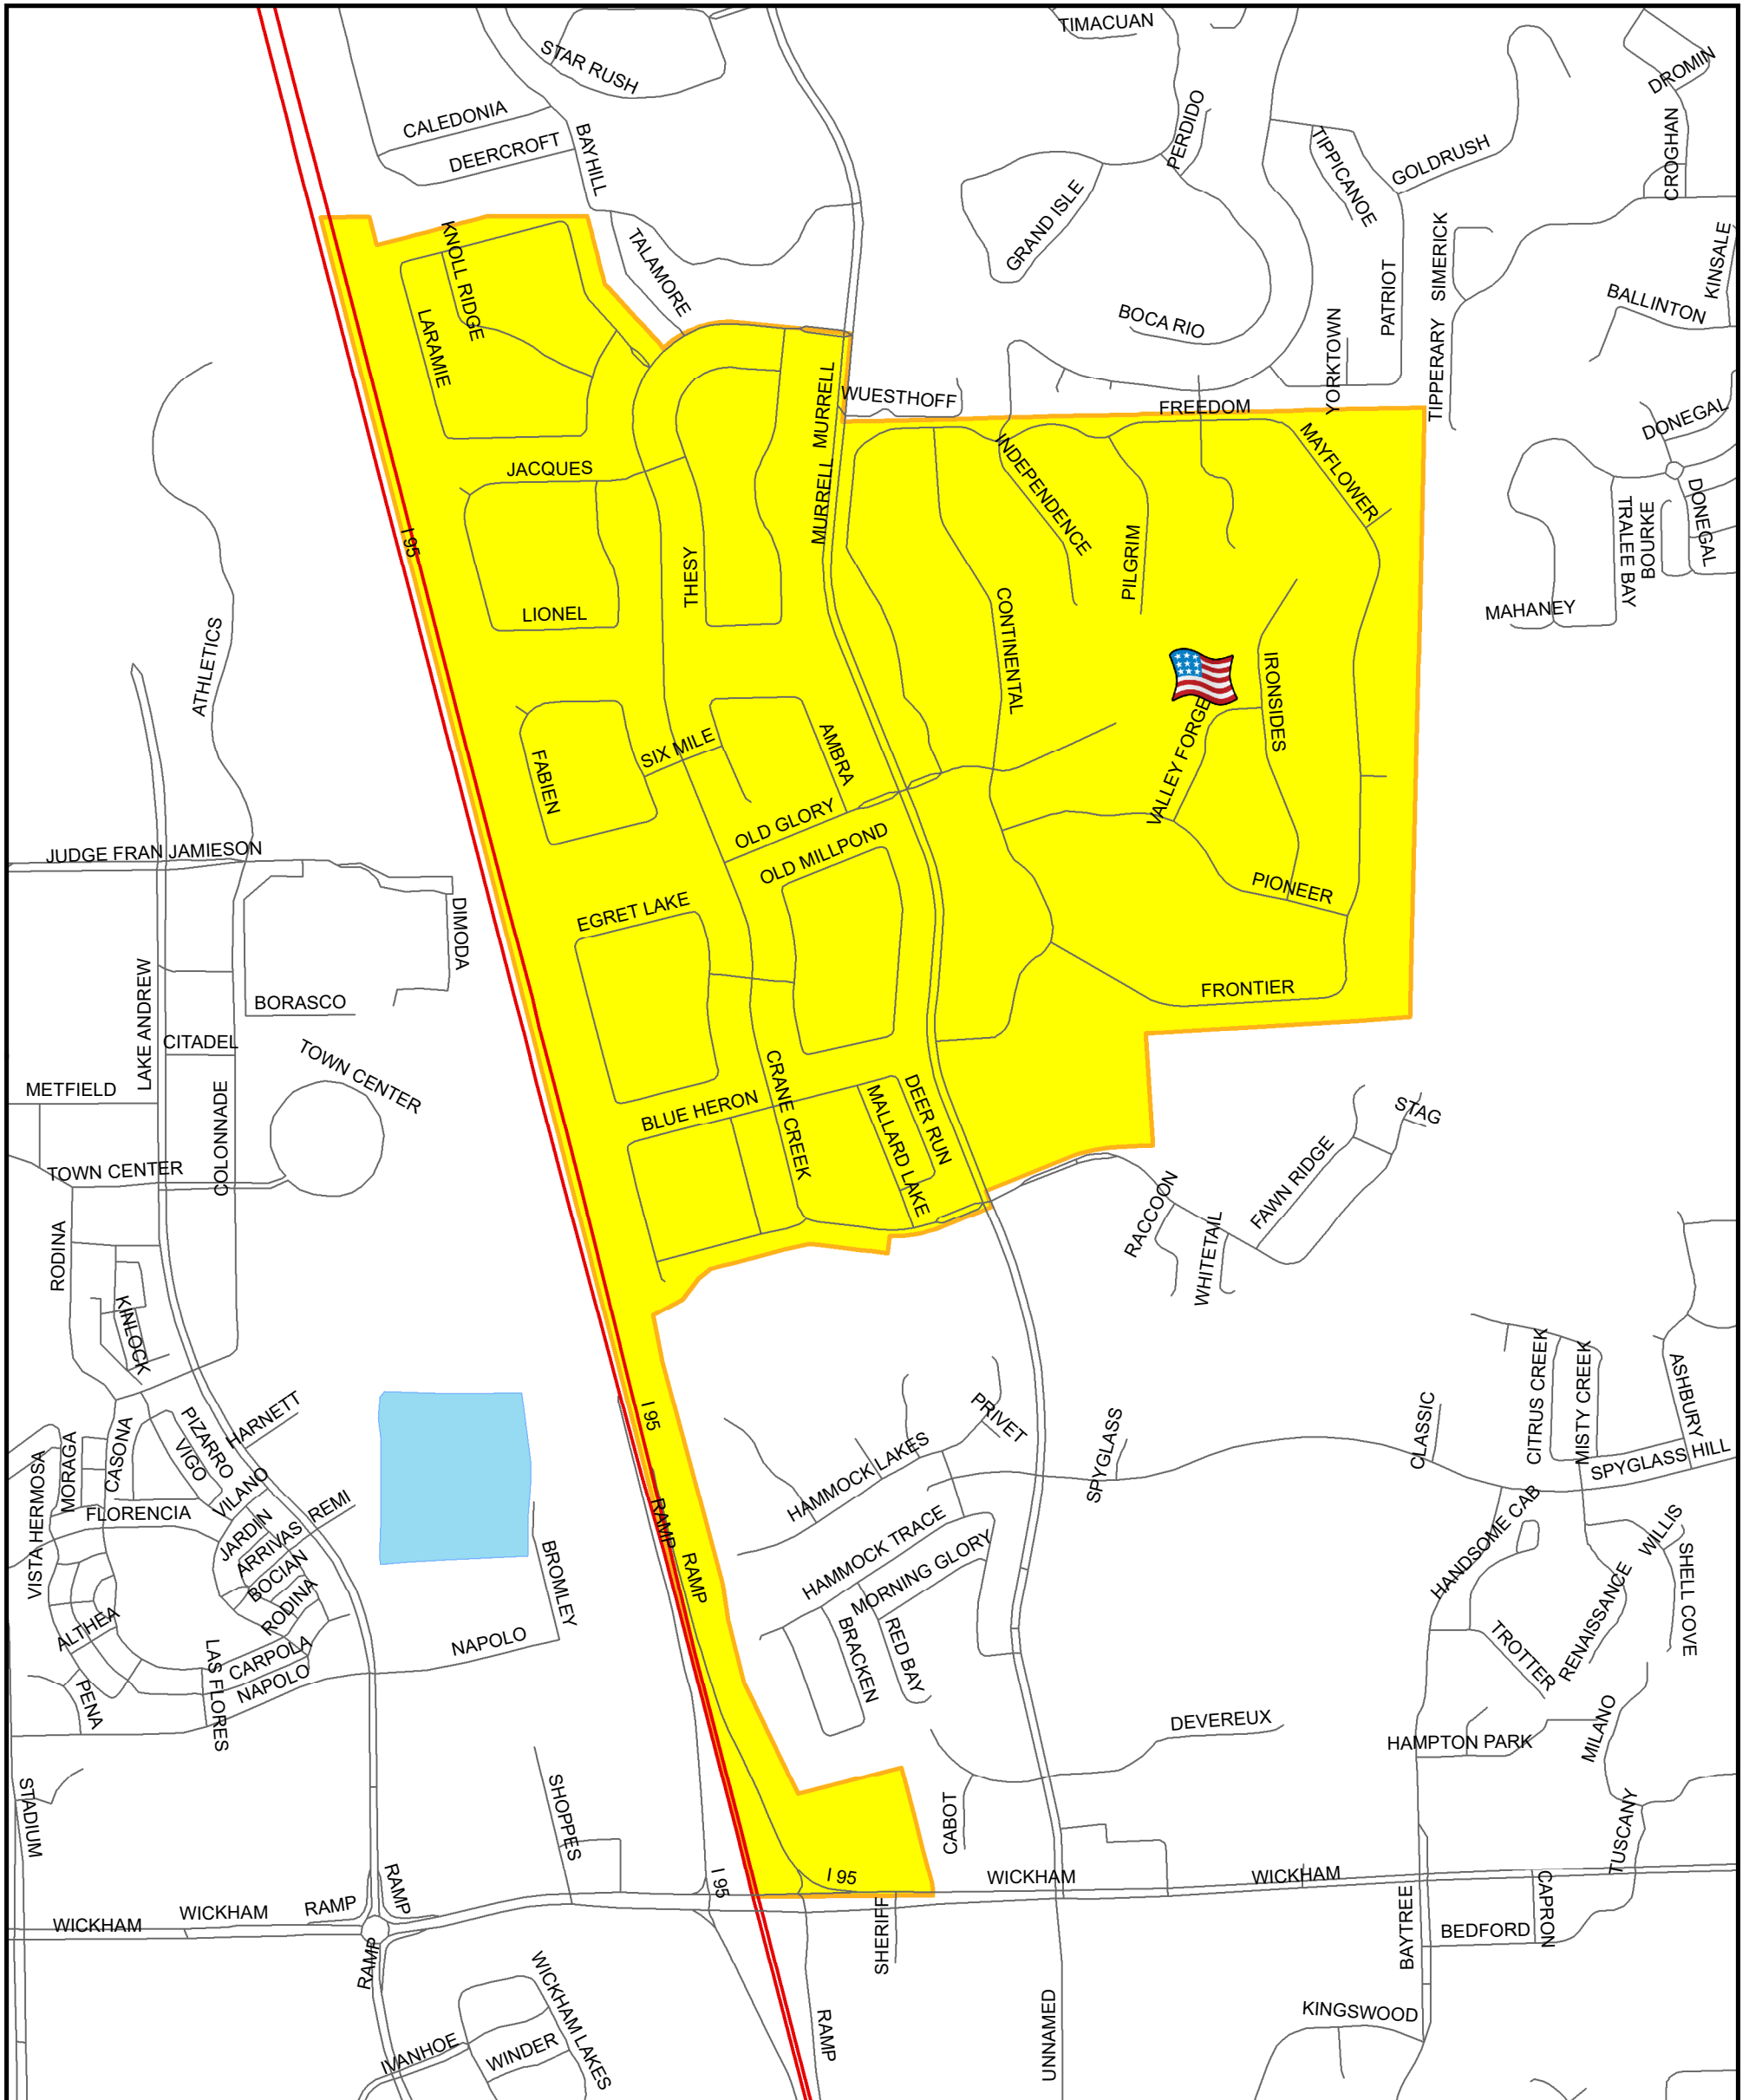 TIMACUAN
STAR RUSH
DROMIN
CALEDONIA
DEERCROFT
BAYHILL
PERDIDO
TIPPICANOE
GOLDRUSH
CROGHAN
GRAND ISLE
KNOLL RIDGE
TALAMORE
LARAMIE
BOCA RIO
PATRIOT
SIMERICK
KINSALE
BALLINTON
YORKTOWN
TIPPERARY
MURRELL
WUESTHOFF
FREEDOM
DONEGAL
MAYFLOWER
INDEPENDENCE
JACQUES
MURRELL
I 95
THESY
PILGRIM
TRALEE BAY
BOURKE
DONEGAL
LIONEL
MAHANEY
CONTINENTAL
ATHLETICS
IRONSIDES
VALLEY FORGE
SIX MILE
AMBRA
FABIEN
OLD GLORY
OLD MILLPOND
JUDGE FRAN JAMIESON
EGRET LAKE
PIONEER
DIMODA
FRONTIER
BORASCO
LAKE ANDREW
CITADEL
TOWN CENTER
METFIELD
COLONNADE
CRANE CREEK
BLUE HERON
MALLARD LAKE
DEER RUN
STAG
TOWN CENTER
RACCOON
FAWN RIDGE
WHITETAIL
RODINA
KINLOCK
CITRUS CREEK
MISTY CREEK
ASHBURY
I 95
PRIVET
SPYGLASS
CLASSIC
SPYGLASS HILL
HARNETT
PIZARRO
VIGO
CASONA
MORAGA
VISTA HERMOSA
HAMMOCK LAKES
VILANO
FLORENCIA
REMI
JARDIN
ARRIVAS
BOCIAN
RODINA
RAMP
RAMP
HAMMOCK TRACE
MORNING GLORY
HANDSOME CAB
WILLIS
SHELL COVE
RENAISSANCE
TROTTER
BROMLEY
ALTHEA
CARPOLA
NAPOLO
NAPOLO
LAS FLORES
PENA
BRACKEN
RED BAY
DEVEREUX
HAMPTON PARK
MILANO
STADIUM
SHOPPES
CABOT
TUSCANY
I 95
I 95
WICKHAM
WICKHAM
RAMP
RAMP
WICKHAM
WICKHAM
RAMP
SHERIFF
BAYTREE
BEDFORD
CAPRON
WICKHAM LAKES
WINDER
IVANHOE
RAMP
UNNAMED
KINGSWOOD